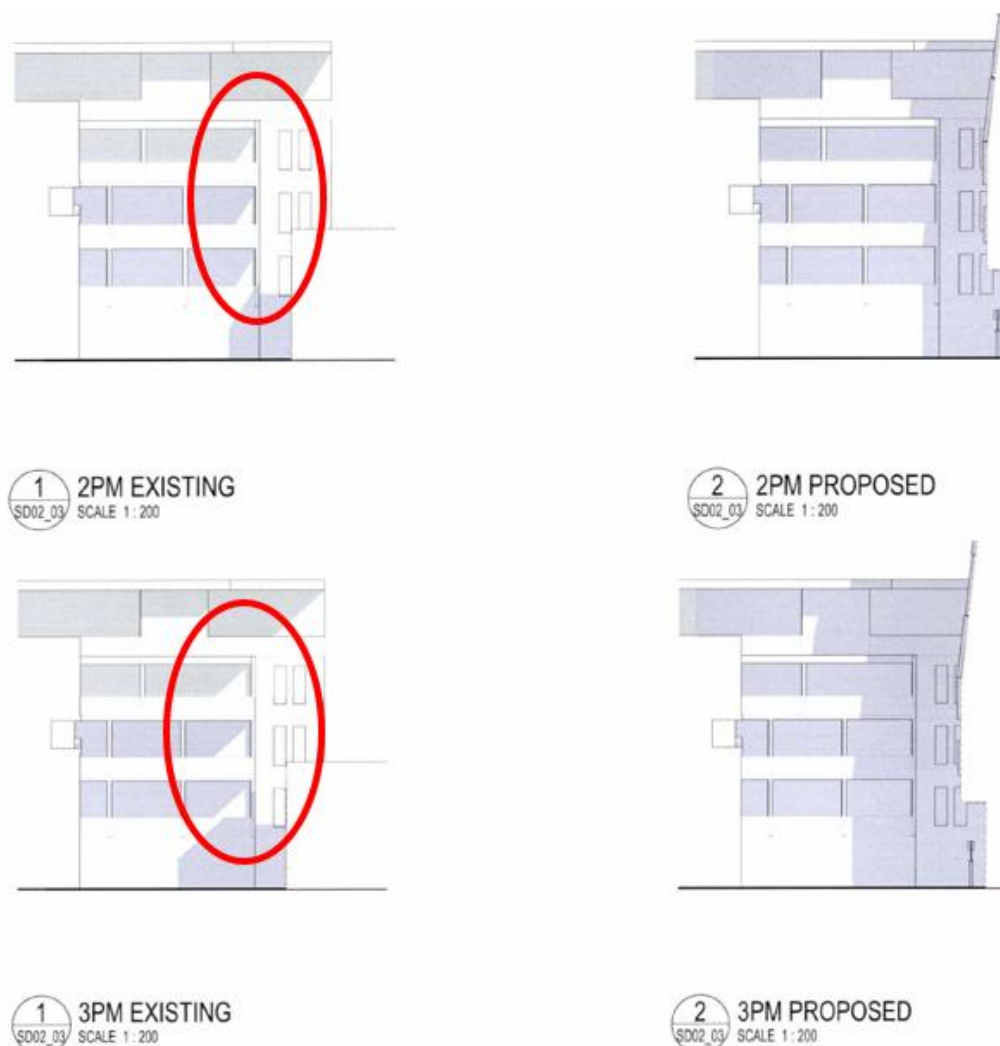 1 2PM EXISTING
SD02_03 SCALE 1 : 200
2 2PM PROPOSED
SD02_03 SCALE 1 : 200
1 3PM EXISTING
SD02_03 SCALE 1 : 200
2 3PM PROPOSED
SD02_03 SCALE 1 : 200